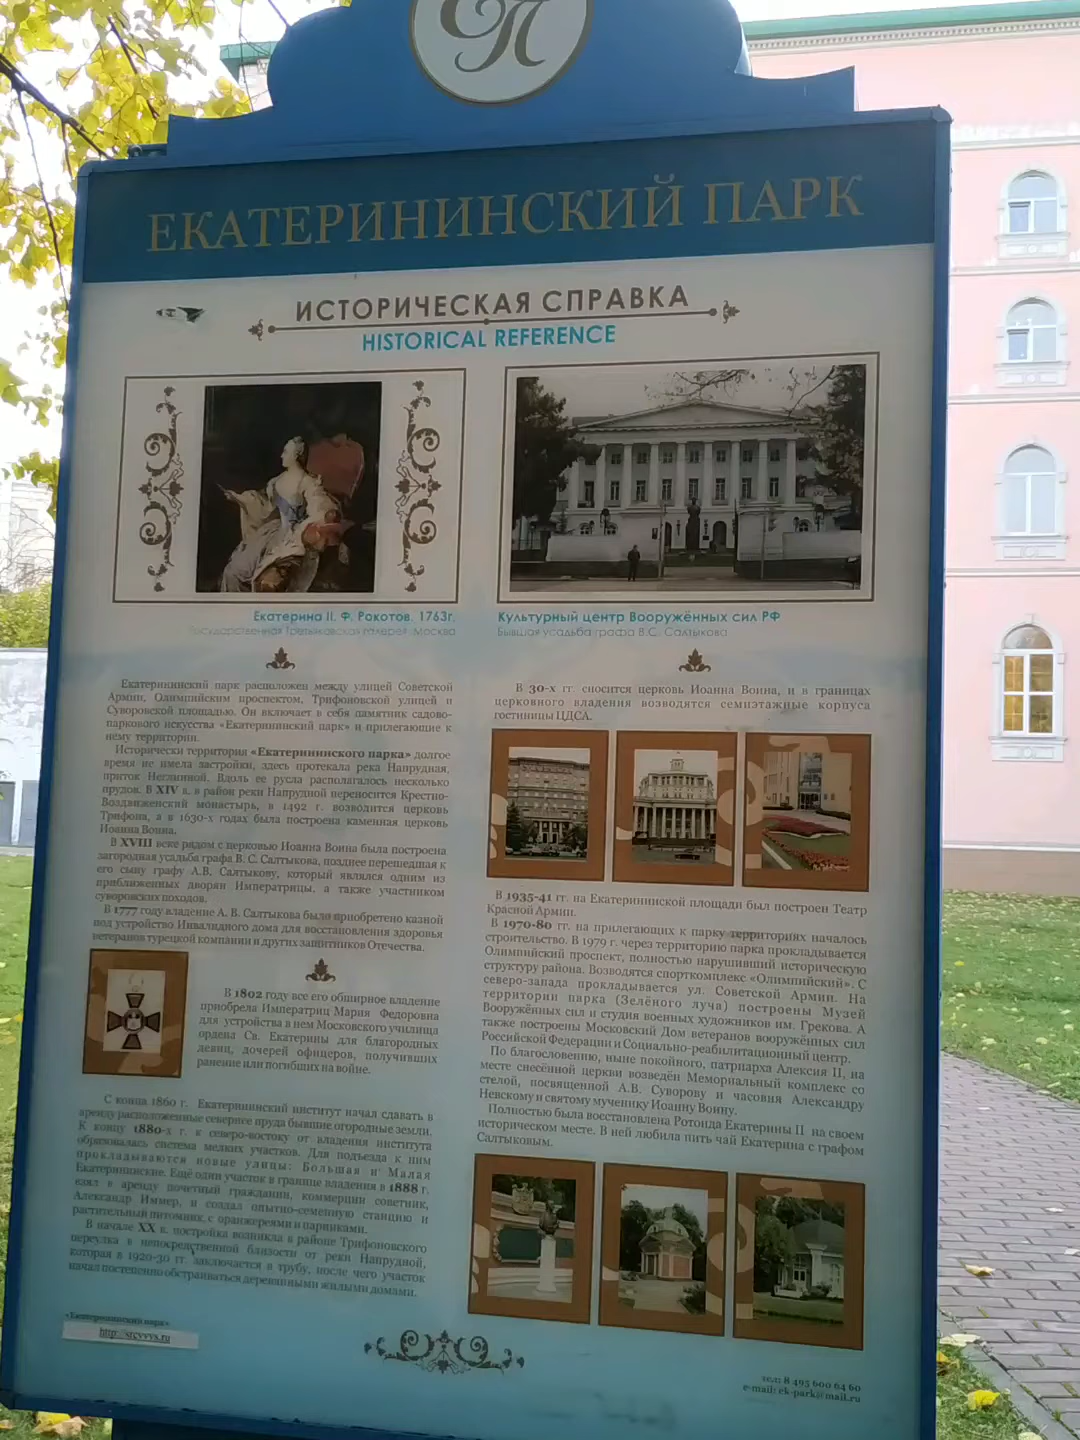 ЕП
ЕКАТЕРИНИНСКИЙ ПАРК
ИСТОРИЧЕСКАЯ СПРАВКА
HISTORICAL REFERENCE
Екатерина II. Ф. Рокотов. 1763г.
Государственная Третьяковская галерея. Москва
Екатерининский парк расположен между улицей Советской
Армии, Олимпийским проспектом, Трифоновской улицей и
Суворовской площадью. Он включает в себя памятник садово-
паркового искусства «Екатерининский парк» и прилегающие к
нему территории.
Исторически территория «Екатерининского парка» долгое
время не имела застройки, здесь протекала река Напрудная,
приток Неглинной. Вдоль ее русла располагалось несколько
прудов. В XIV в. в район реки Напрудной переносится Крестно-
Воздвиженский монастырь, в 1492 г. возводится церковь
Трифона, а в 1630-х годах была построена каменная церковь
Иоанна Воина.
В XVIII веке рядом с церковью Иоанна Воина была построена
загородная усадьба графа В. С. Салтыкова, позднее перешедшая к
его сыну графу А.В. Салтыкову, который являлся одним из
приближенных дворян Императрицы, а также участником
суворовских походов.
В 1777 году владение А. В. Салтыкова было приобретено казной
под устройство Инвалидного дома для восстановления здоровья
ветеранов турецкой компании и других защитников Отечества.
В 1802 году все его обширное владение
приобрела Императриц Мария Федоровна
для устройства в нем Московского училища
ордена Св. Екатерины для благородных
девиц, дочерей офицеров, получивших
ранение или погибших на войне.
С конца 1860 г. Екатерининский институт начал сдавать в
аренду расположенные севернее пруда бывшие огородные земли.
К концу 1880-х г. к северо-востоку от владения института
образовалась система мелких участков. Для подъезда к ним
прокладываются новые улицы: Большая и Малая
Екатерининские. Ещё один участок в границе владения в 1888 г.
взял в аренду почетный гражданин, коммерции советник,
Александр Иммер, и создал опытно-семенную станцию и
растительный питомник, с оранжереями и парниками.
В начале XX в. постройка возникла в районе Трифоновского
переулка в непосредственной близости от реки Напрудной,
которая в 1920-30 гг. заключается в трубу, после чего участок
начал постепенно обстраиваться деревянными жилыми домами.
«Екатерининский парк»
Культурный центр Вооружённых сил РФ
Бывшая усадьба графа В.С. Салтыкова
В 30-х гг. сносится церковь Иоанна Воина, и в границах
церковного владения возводятся семиэтажные корпуса
гостиницы ЦДСА.
В 1935-41 гг. на Екатерининской площади был построен Театр
Красной Армии.
В 1970-80 гг. на прилегающих к парку территориях началось
строительство. В 1979 г. через территорию парка прокладывается
Олимпийский проспект, полностью нарушивший историческую
структуру района. Возводятся спорткомплекс «Олимпийский». С
северо-запада прокладывается ул. Советской Армии. На
территории парка (Зелёного луча) построены Музей
Вооружённых сил и студия военных художников им. Грекова. А
также построены Московский Дом ветеранов вооружённых сил
Российской Федерации и Социально-реабилитационный центр.
По благословению, ныне покойного, патриарха Алексия II, на
месте снесённой церкви возведён Мемориальный комплекс со
стелой, посвященной А.В. Суворову и часовня Александру
Невскому и святому мученику Иоанну Воину.
Полностью была восстановлена Ротонда Екатерины II на своем
историческом месте. В ней любила пить чай Екатерина с графом
Салтыковым.
тел: 8 495 600 64 60
e-mail: ek-park@mail.ru